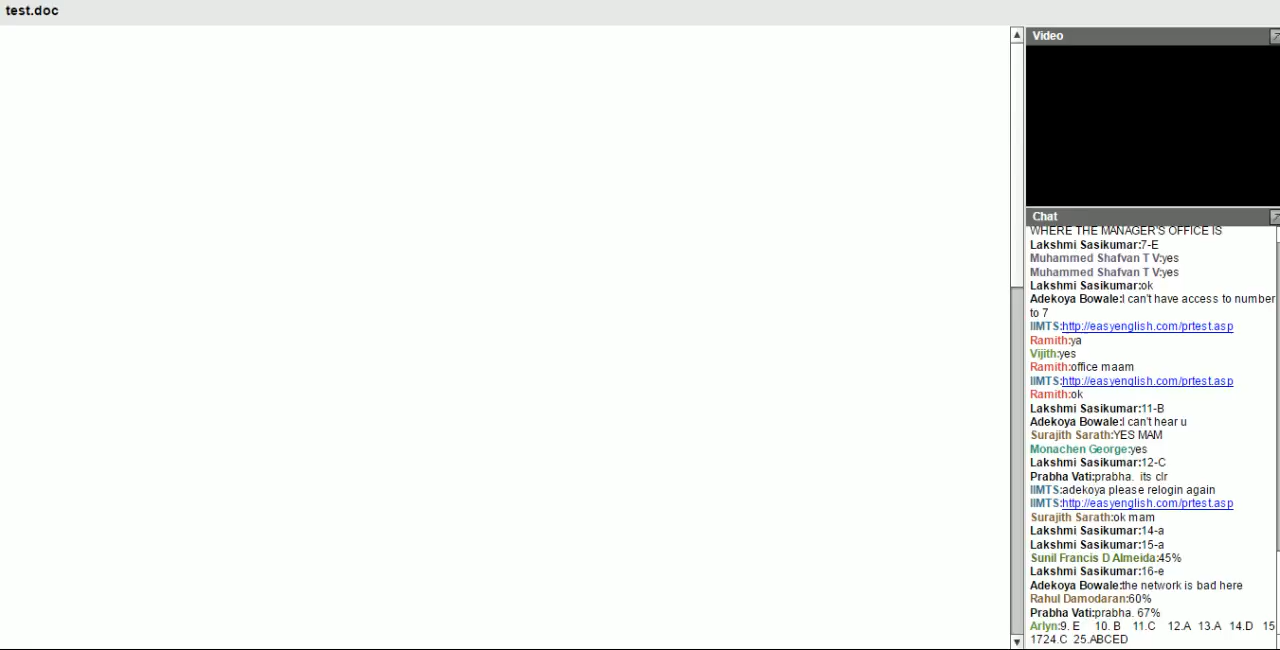 test.doc
Video
Chat
WHERE THE MANAGER'S OFFICE IS
Lakshmi Sasikumar:7-E
Muhammed Shafvan T V:yes
Muhammed Shafvan T V:yes
Lakshmi Sasikumar:ok
Adekoya Bowale:I can't have access to number
to 7
IIMTS:http://easyenglish.com/prtest.asp
Ramith:ya
Vijith:yes
Ramith:office maam
IIMTS:http://easyenglish.com/prtest.asp
Ramith:ok
Lakshmi Sasikumar:11-B
Adekoya Bowale:I can't hear u
Surajith Sarath:YES MAM
Monachen George:yes
Lakshmi Sasikumar:12-C
Prabha Vati:prabha. its clr
IIMTS:adekoya please relogin again
IIMTS:http://easyenglish.com/prtest.asp
Surajith Sarath:ok mam
Lakshmi Sasikumar:14-a
Lakshmi Sasikumar:15-a
Sunil Francis D Almeida:45%
Lakshmi Sasikumar:16-e
Adekoya Bowale:the network is bad here
Rahul Damodaran:60%
Prabha Vati:prabha. 67%
Arlyn:9. E 10. B 11.C 12.A 13.A 14.D 15
1724.C 25.ABCED